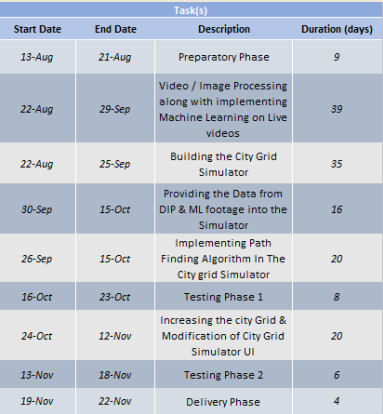 Task(s)
Start Date End Date Description Duration (days)
13-Aug 21-Aug Preparatory Phase 9
Video / Image Processing
along with implementing
22-Aug 29-Sep Machine Learning on Live 39
videos
22-Aug 25-Sep Building the City Grid 35
Simulator
Providing the Data from
30-Sep 15-Oct DIP & ML footage into the 16
Simulator
Implementing Path
26-Sep 15-Oct Finding Algorithm In The 20
City grid Simulator
16-Oct 23-Oct Testing Phase 1 8
Increasing the city Grid &
24-Oct 12-Nov Modification of City Grid 20
Simulator UI
13-Nov 18-Nov Testing Phase 2 6
19-Nov 22-Nov Delivery Phase 4